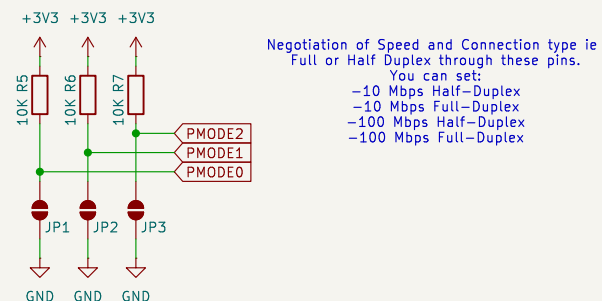 +3V3 +3V3 +3V3
10K R5 10K R6 10K R7
Negotiation of Speed and Connection type ie
Full or Half Duplex through these pins.
You can set:
-10 Mbps Half-Duplex
-10 Mbps Full-Duplex
-100 Mbps Half-Duplex
-100 Mbps Full-Duplex
PMODE2
PMODE1
PMODE0
JP1 JP2 JP3
GND GND GND